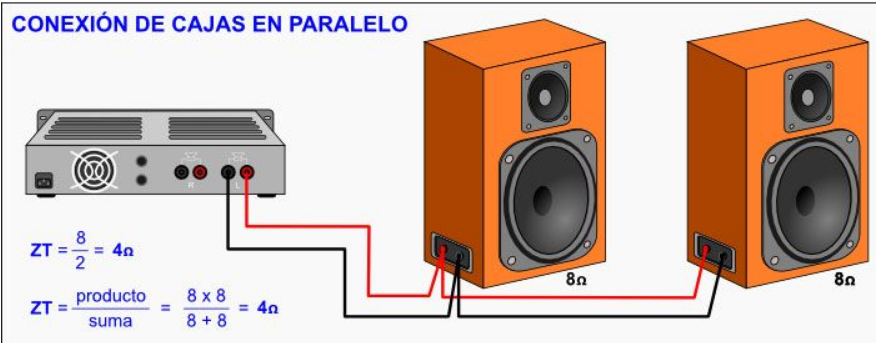 CONEXIÓN DE CAJAS EN PARALELO
R L
ZT = 8/2 = 4Ω
ZT = producto/suma = 8 x 8/8 + 8 = 4Ω
8Ω
8Ω